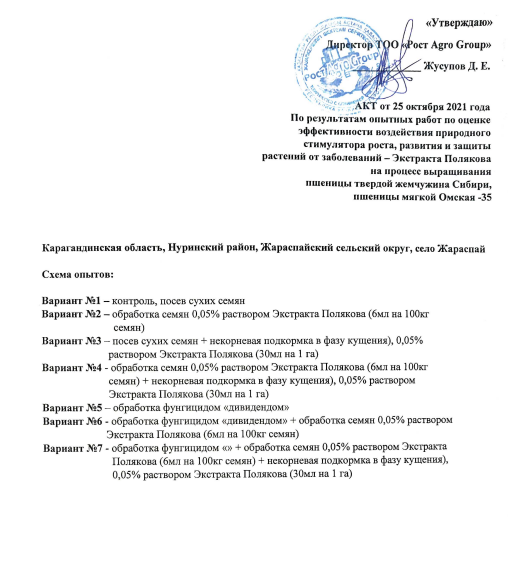 «Утверждаю»
Директор ТОО «Рост Agro Group»
Жусупов Д. Е.
АКТ от 25 октября 2021 года
По результатам опытных работ по оценке
эффективности воздействия природного
стимулятора роста, развития и защиты
растений от заболеваний – Экстракта Полякова
на процесс выращивания
пшеницы твердой жемчужина Сибири,
пшеницы мягкой Омская -35
Карагандинская область, Нуринский район, Жараспайский сельский округ, село Жараспай
Схема опытов:
Вариант №1 – контроль, посев сухих семян
Вариант №2 – обработка семян 0,05% раствором Экстракта Полякова (6мл на 100кг
семян)
Вариант №3 – посев сухих семян + некорневая подкормка в фазу кущения), 0,05%
раствором Экстракта Полякова (30мл на 1 га)
Вариант №4 - обработка семян 0,05% раствором Экстракта Полякова (6мл на 100кг
семян) + некорневая подкормка в фазу кущения), 0,05% раствором
Экстракта Полякова (30мл на 1 га)
Вариант №5 – обработка фунгицидом «дивидендом»
Вариант №6 - обработка фунгицидом «дивидендом» + обработка семян 0,05% раствором
Экстракта Полякова (6мл на 100кг семян)
Вариант №7 - обработка фунгицидом «» + обработка семян 0,05% раствором Экстракта
Полякова (6мл на 100кг семян) + некорневая подкормка в фазу кущения),
0,05% раствором Экстракта Полякова (30мл на 1 га)